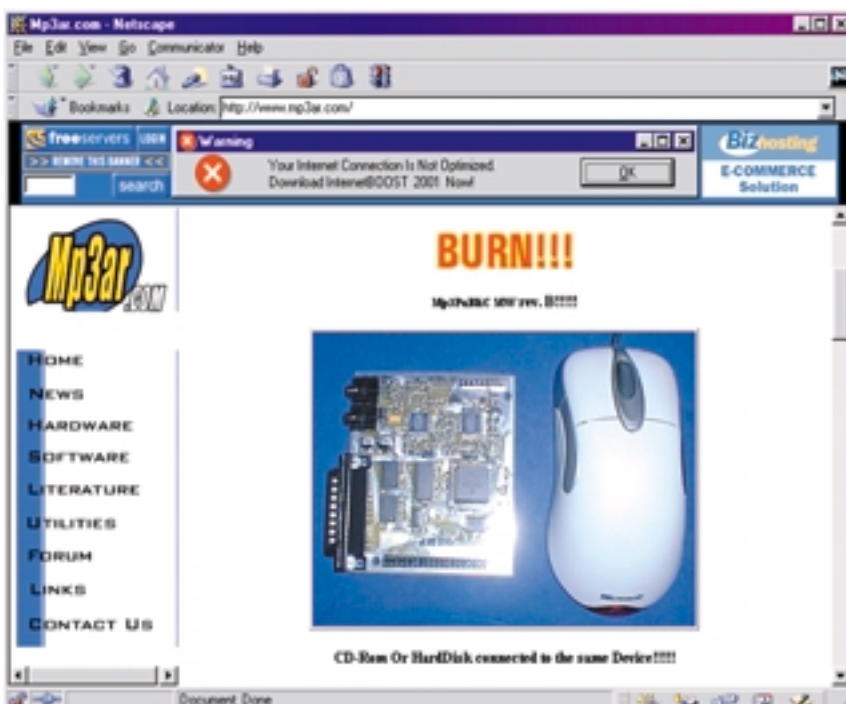 Mp3ar.com - Netscape
File Edit View Go Communicator Help
Bookmarks Location: http://www.mp3ar.com/
freeservers LOGIN
>> REMOVE THIS BANNER <<
search
Warning
Your Internet Connection Is Not Optimized.
Download InternetBOOST 2001 Now!
OK
Bizhosting
E-COMMERCE
Solution
Mp3ar.COM
HOME
NEWS
HARDWARE
SOFTWARE
LITERATURE
UTILITIES
FORUM
LINKS
CONTACT US
BURN!!!
rev. B!!!!!
CD-Rom Or HardDisk connected to the same Device!!!!!
Document: Done